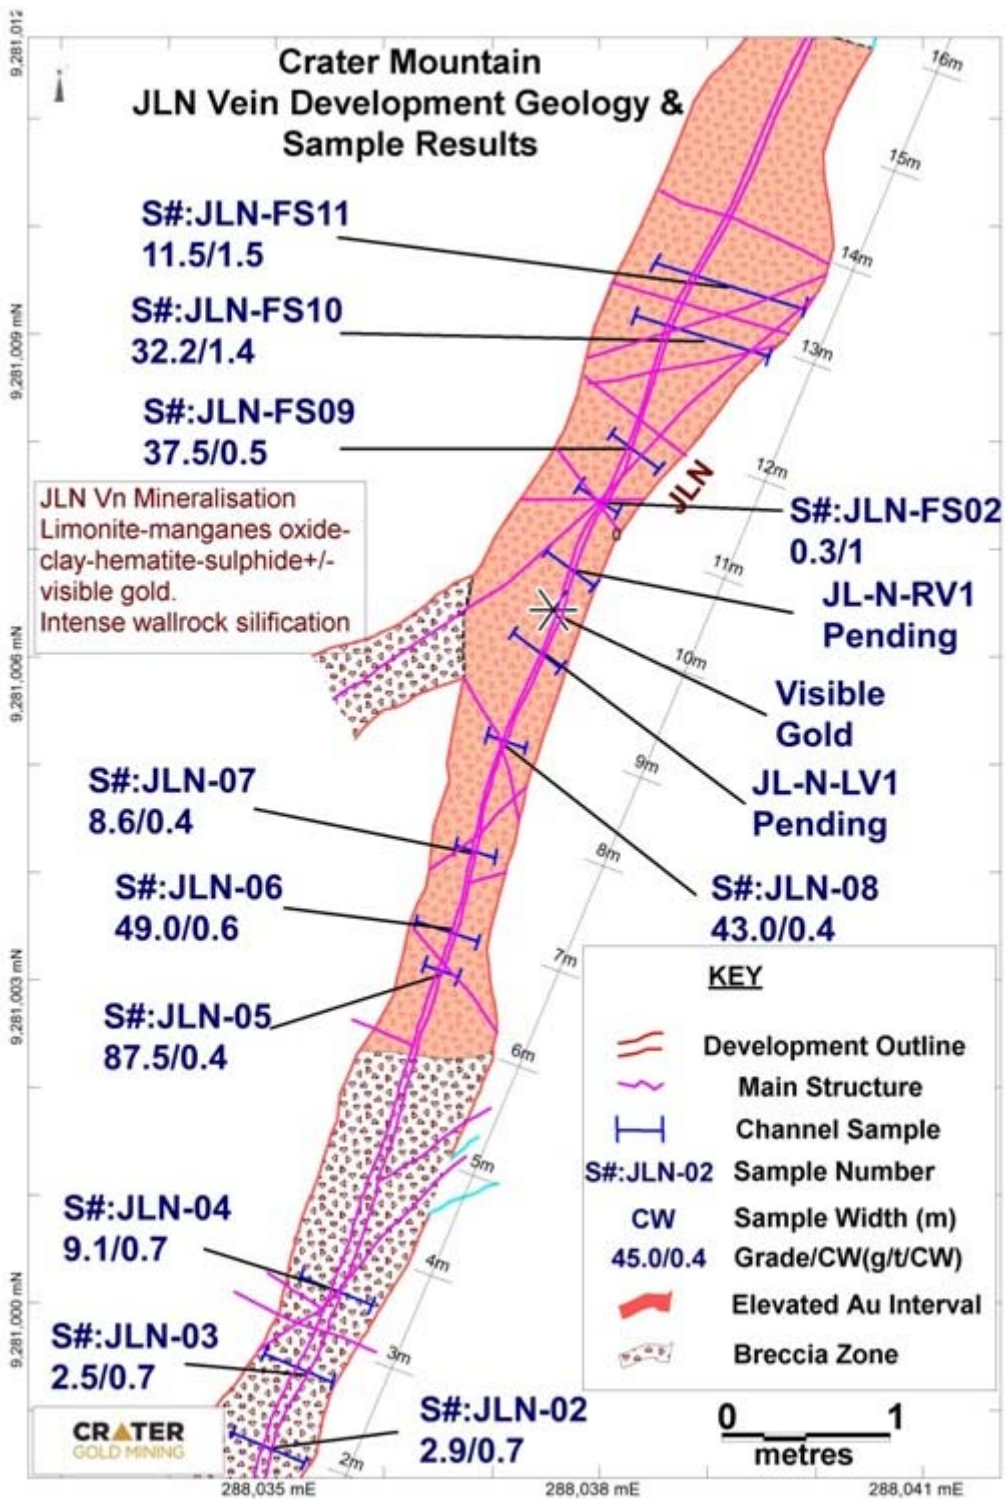 Crater Mountain
JLN Vein Development Geology &
Sample Results
9,281,012
9,281,009 mN
9,281,006 mN
9,281,003 mN
9,281,000 mN
16m
15m
14m
13m
12m
11m
10m
9m
8m
7m
6m
5m
4m
3m
2m
S#:JLN-FS11
11.5/1.5
S#:JLN-FS10
32.2/1.4
S#:JLN-FS09
37.5/0.5
JLN
JLN Vn Mineralisation
Limonite-manganes oxide-
clay-hematite-sulphide+/-
visible gold.
Intense wallrock silification
S#:JLN-FS02
0.3/1
0
JL-N-RV1
Pending
Visible
Gold
JL-N-LV1
Pending
S#:JLN-07
8.6/0.4
S#:JLN-06
49.0/0.6
S#:JLN-08
43.0/0.4
S#:JLN-05
87.5/0.4
S#:JLN-04
9.1/0.7
S#:JLN-03
2.5/0.7
S#:JLN-02
2.9/0.7
KEY
Development Outline
Main Structure
Channel Sample
S#:JLN-02 Sample Number
CW Sample Width (m)
45.0/0.4 Grade/CW(g/t/CW)
Elevated Au Interval
Breccia Zone
0 1
metres
CRATER
GOLD MINING
288,035 mE
288,038 mE
288,041 mE